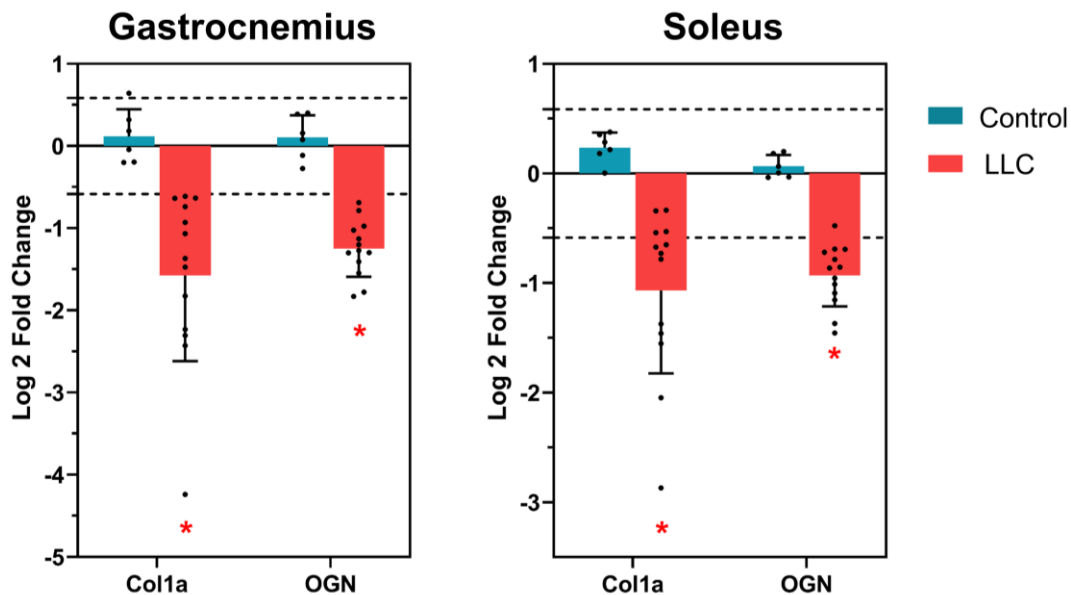 Gastrocnemius
Log 2 Fold Change
1
0
-1
-2
-3
-4
-5
*
*
Col1a OGN
Soleus
Log 2 Fold Change
1
0
-1
-2
-3
*
*
Col1a OGN
Control
LLC